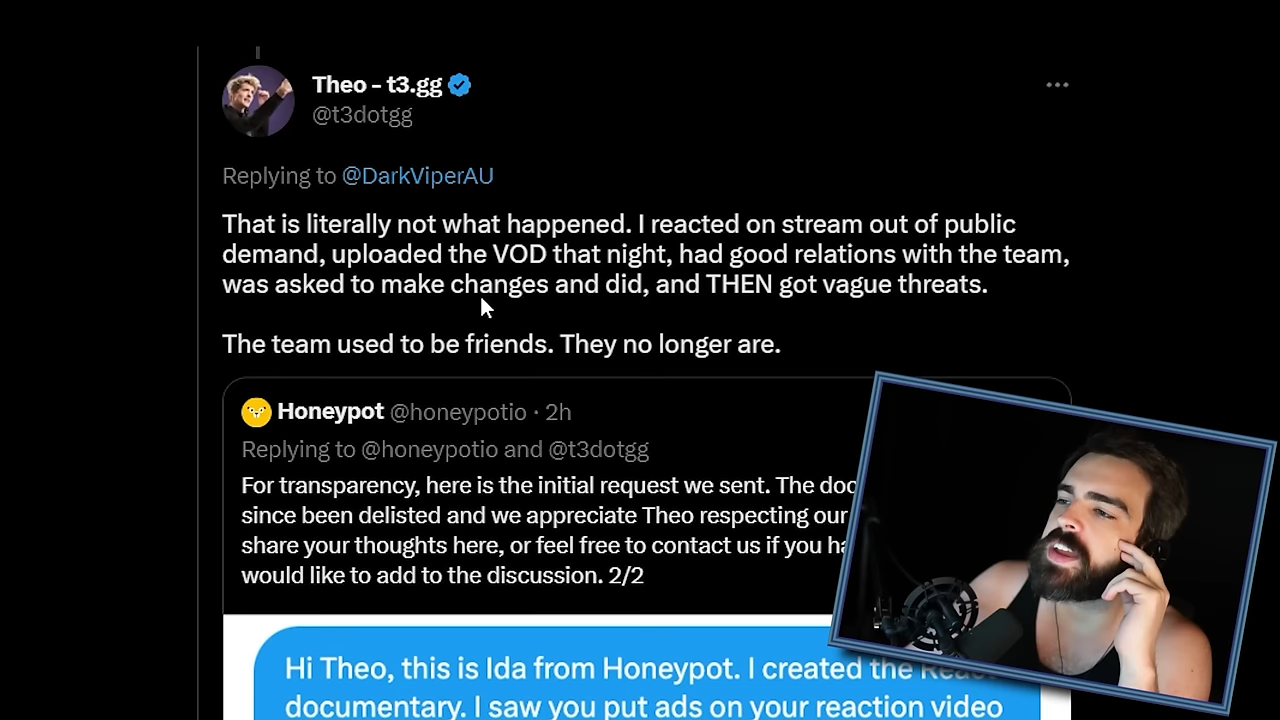 Theo - t3.gg
@t3dotgg
Replying to @DarkViperAU
That is literally not what happened. I reacted on stream out of public
demand, uploaded the VOD that night, had good relations with the team,
was asked to make changes and did, and THEN got vague threats.
The team used to be friends. They no longer are.
Honeypot @honeypotio · 2h
Replying to @honeypotio and @t3dotgg
For transparency, here is the initial request we sent. The
since been delisted and we appreciate Theo respecting our
share your thoughts here, or feel free to contact us if you
would like to add to the discussion. 2/2
Hi Theo, this is Ida from Honeypot. I created the
documentary. I saw you put ads on your reaction video